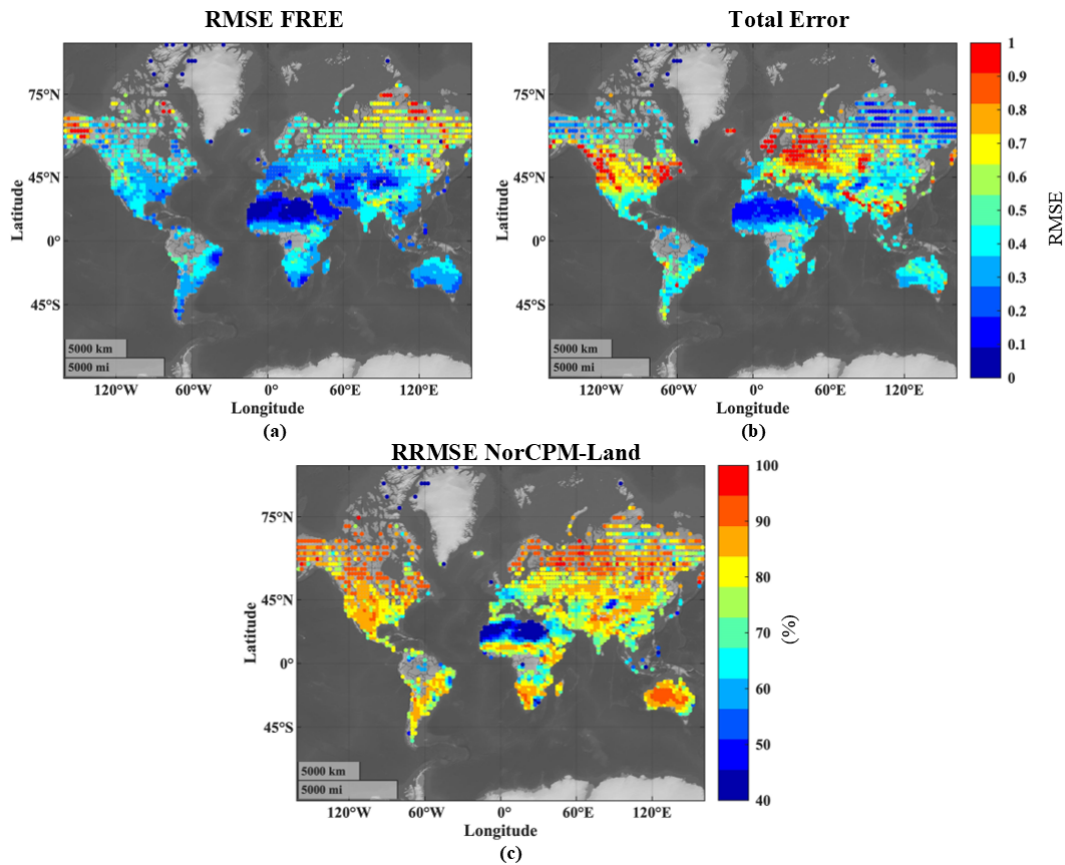 RMSE FREE
Total Error
75°N
45°N
0°
45°S
Latitude
5000 km
5000 mi
120°W
60°W
0°
60°E
120°E
Longitude
(a)
75°N
45°N
0°
45°S
Latitude
5000 km
5000 mi
120°W
60°W
0°
60°E
120°E
Longitude
(b)
1
0.9
0.8
0.7
0.6
0.5
0.4
0.3
0.2
0.1
0
RMSE
RRMSE NorCPM-Land
75°N
45°N
0°
45°S
Latitude
5000 km
5000 mi
120°W
60°W
0°
60°E
120°E
Longitude
(c)
100
90
80
70
60
50
40
(%)